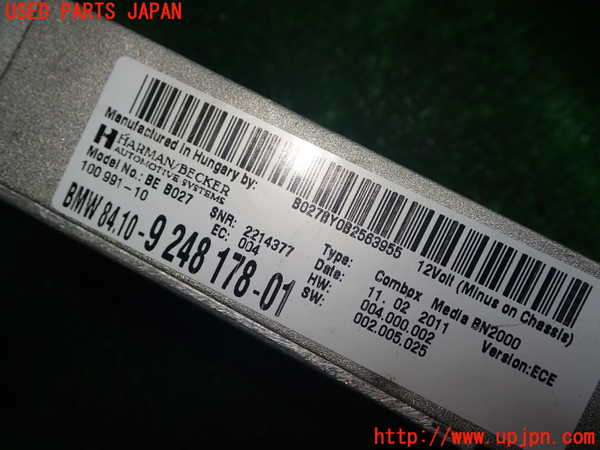 USED PARTS JAPAN
Manufactured in Hungary by:
HARMAN/BECKER
AUTOMOTIVE SYSTEMS
Model No.: BE B027
100 991-10
SNR: 2214377
EC: 004
BMW 84.10-9 248 178-01
B027BY082563955
12Volt (Minus on Chassis)
Type: Combox Media BN2000
Date: 11. 02 2011
HW: 004.000.002
SW: 002.005.025
Version:ECE
http://www.upjpn.com/